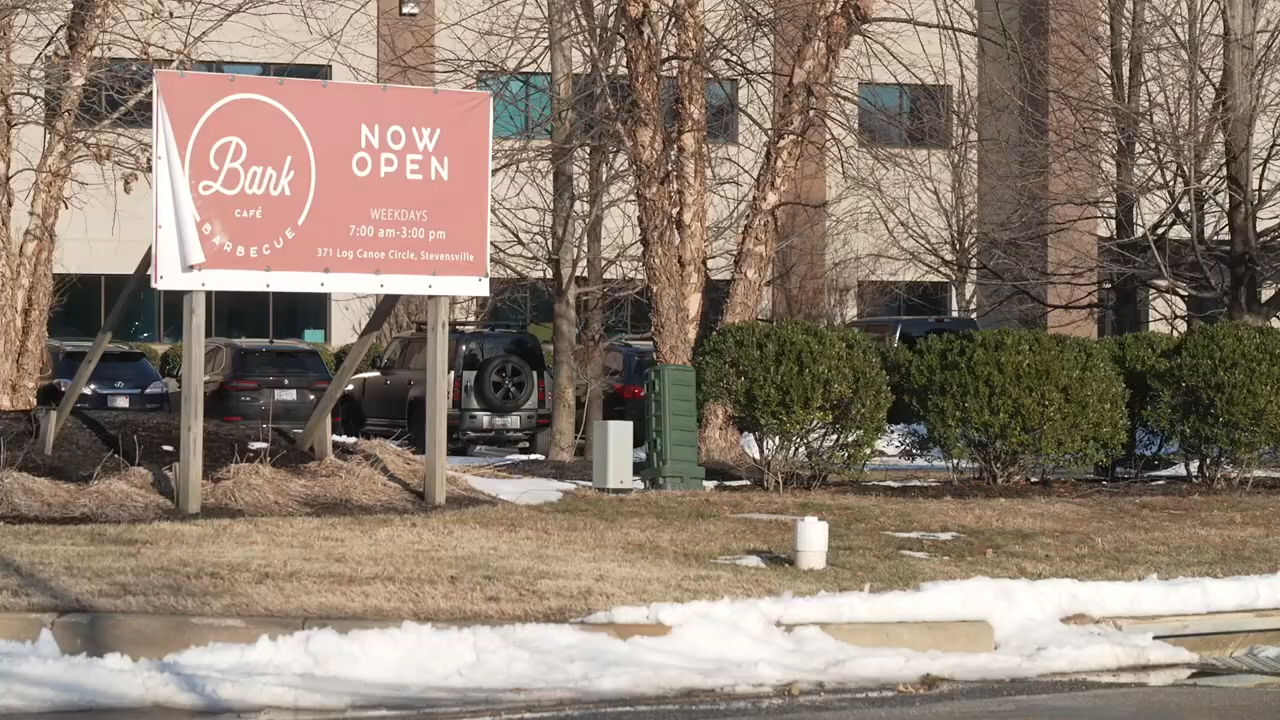 Bark
CAFÉ
BARBECUE
NOW
OPEN
WEEKDAYS
7:00 am-3:00 pm
371 Log Canoe Circle, Stevensville